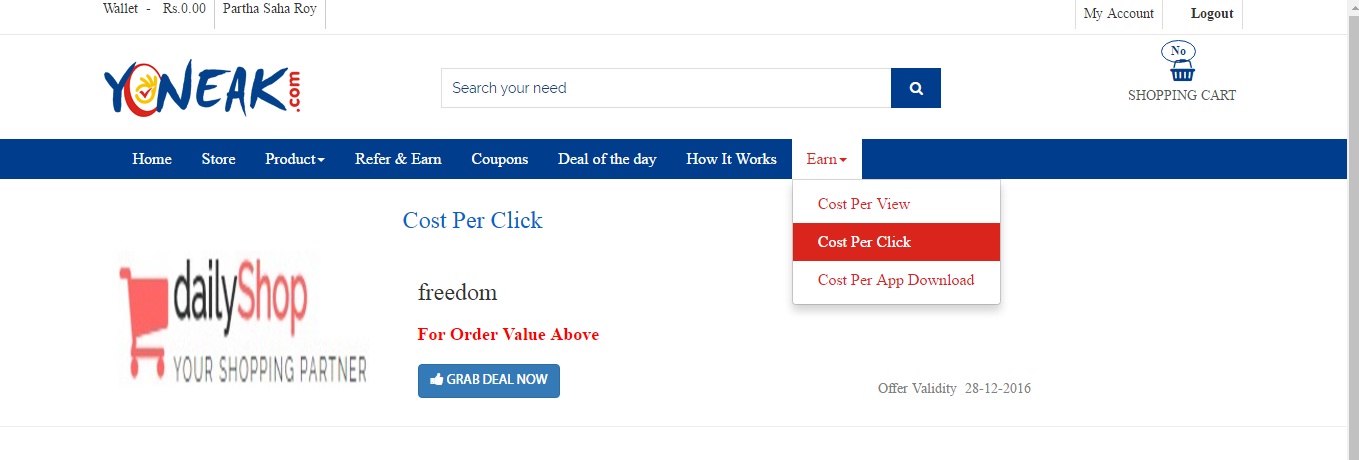 Wallet - Rs.0.00 Partha Saha Roy My Account Logout
YONEAK.com
Search your need
No
SHOPPING CART
Home Store Product Refer & Earn Coupons Deal of the day How It Works Earn
Cost Per View
Cost Per Click
Cost Per App Download
Cost Per Click
dailyShop
YOUR SHOPPING PARTNER
freedom
For Order Value Above
GRAB DEAL NOW
Offer Validity 28-12-2016